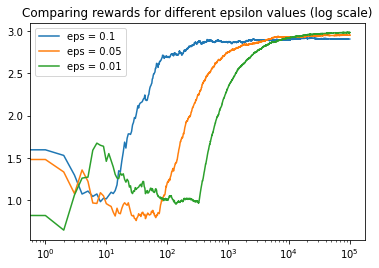 Comparing rewards for different epsilon values (log scale)
eps = 0.1
eps = 0.05
eps = 0.01
3.0
2.5
2.0
1.5
1.0
10⁰ 10¹ 10² 10³ 10⁴ 10⁵